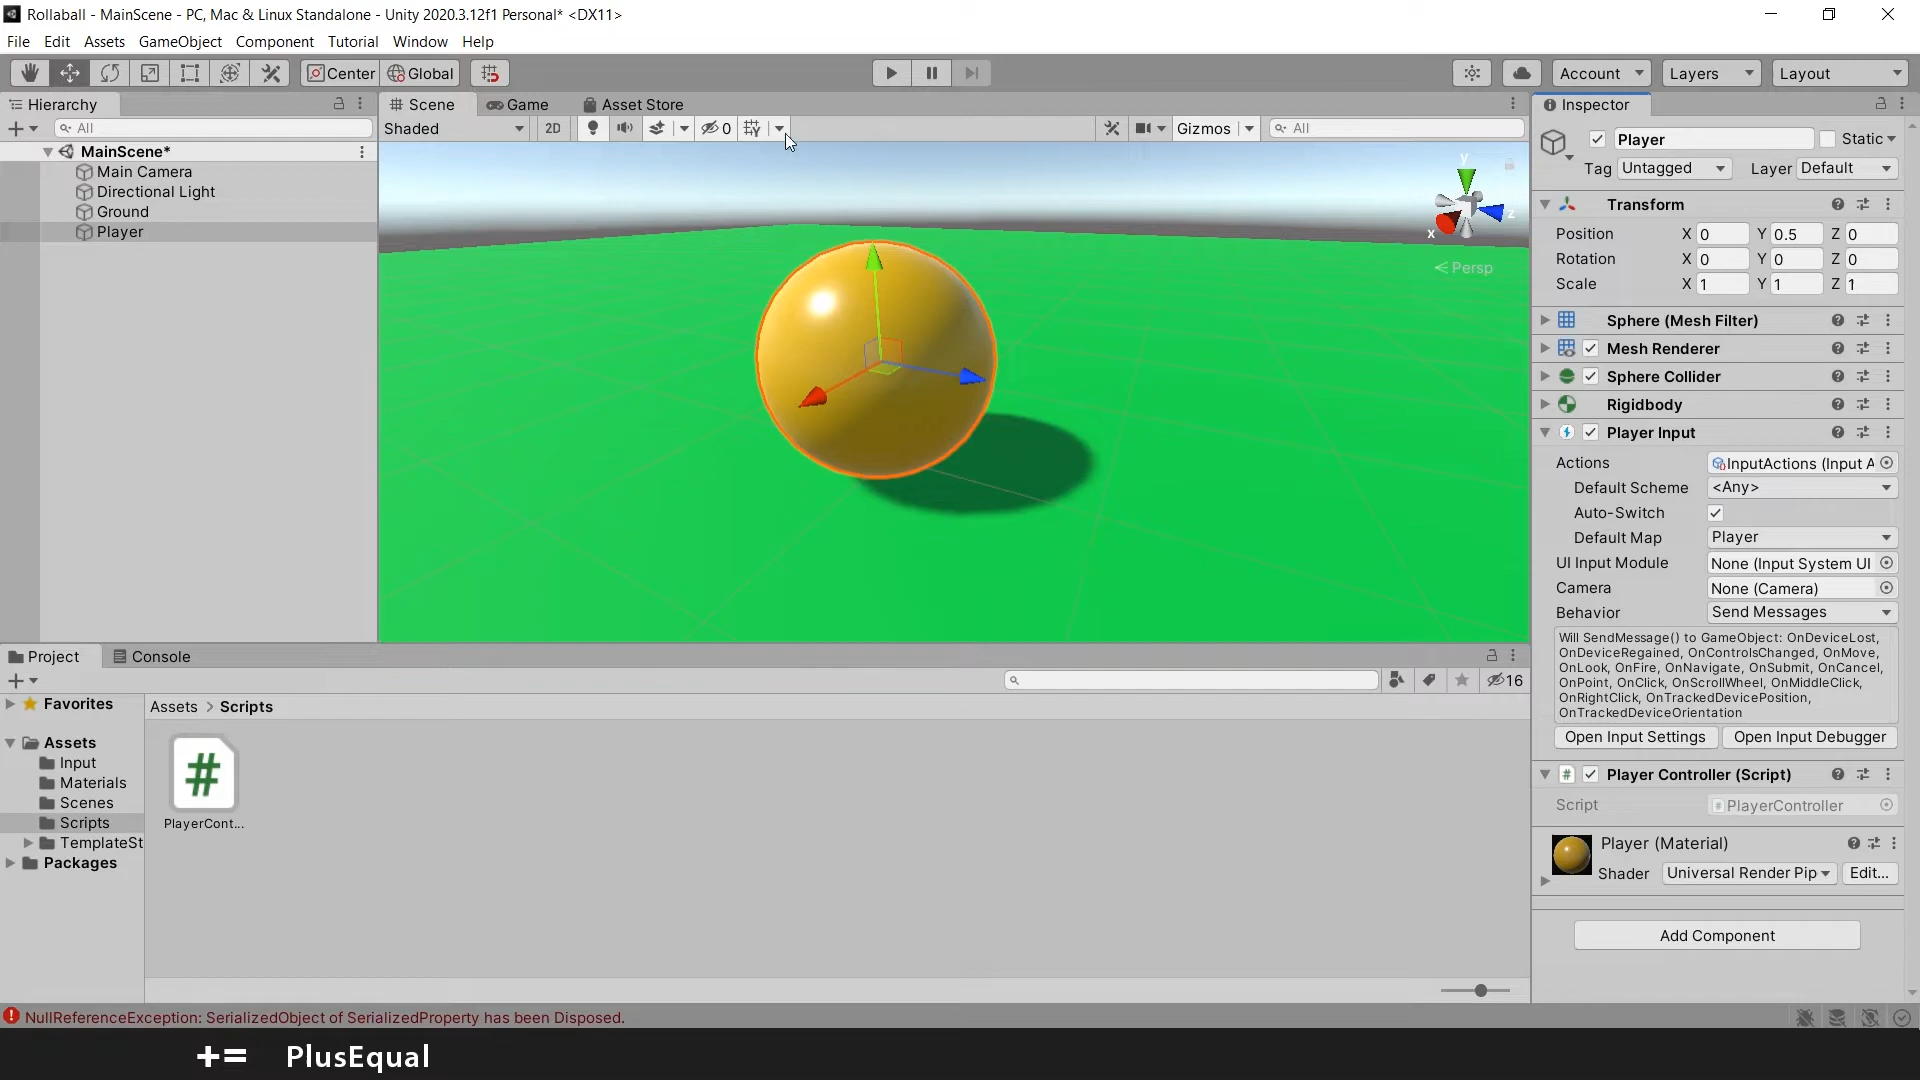 Rollaball - MainScene - PC, Mac & Linux Standalone - Unity 2020.3.12f1 Personal* <DX11>
File Edit Assets GameObject Component Tutorial Window Help
Center Global Account Layers Layout
Hierarchy
All
MainScene*
Main Camera
Directional Light
Ground
Player
Scene Game Asset Store
Shaded 2D 0 Gizmos All
y
x
z
Persp
Inspector
Player Static
Tag Untagged Layer Default
Transform
Position X 0 Y 0.5 Z 0
Rotation X 0 Y 0 Z 0
Scale X 1 Y 1 Z 1
Sphere (Mesh Filter)
Mesh Renderer
Sphere Collider
Rigidbody
Player Input
Actions InputActions (Input A
Default Scheme <Any>
Auto-Switch
Default Map Player
UI Input Module None (Input System UI
Camera None (Camera)
Behavior Send Messages
Will SendMessage() to GameObject: OnDeviceLost,
OnDeviceRegained, OnControlsChanged, OnMove,
OnLook, OnFire, OnNavigate, OnSubmit, OnCancel,
OnPoint, OnClick, OnScrollWheel, OnMiddleClick,
OnRightClick, OnTrackedDevicePosition,
OnTrackedDeviceOrientation
Open Input Settings Open Input Debugger
# Player Controller (Script)
Script # PlayerController
Player (Material)
Shader Universal Render Pip Edit...
Add Component
Project Console
16
Favorites
Assets
Input
Materials
Scenes
Scripts
TemplateSt
Packages
Assets > Scripts
#
PlayerCont...
NullReferenceException: SerializedObject of SerializedProperty has been Disposed.
+= PlusEqual